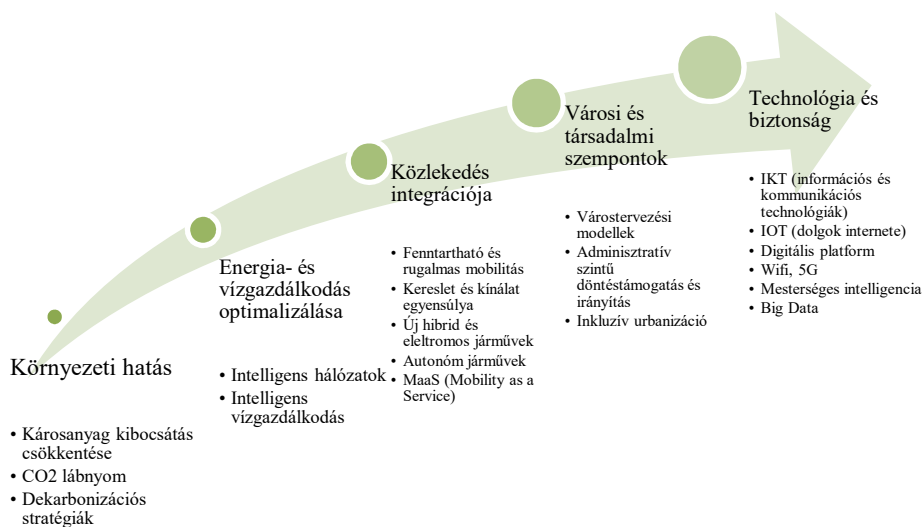 Környezeti hatás
• Károsanyag kibocsátás
csökkentése
• CO2 lábnyom
• Dekarbonizációs
stratégiák
Energia- és
vízgazdálkodás
optimalizálása
• Intelligens hálózatok
• Intelligens
vízgazdálkodás
Közlekedés
integrációja
• Fenntartható és
rugalmas mobilitás
• Kereslet és kínálat
egyensúlya
• Új hibrid és
eleltromos járművek
• Autonóm járművek
• MaaS (Mobility as a
Service)
Városi és
társadalmi
szempontok
• Várostervezési
modellek
• Adminisztratív
szintű
döntéstámogatás és
irányítás
• Inkluzív urbanizáció
Technológia és
biztonság
• IKT (információs és
kommunikációs
technológiák)
• IOT (dolgok internete)
• Digitális platform
• Wifi, 5G
• Mesterséges intelligencia
• Big Data